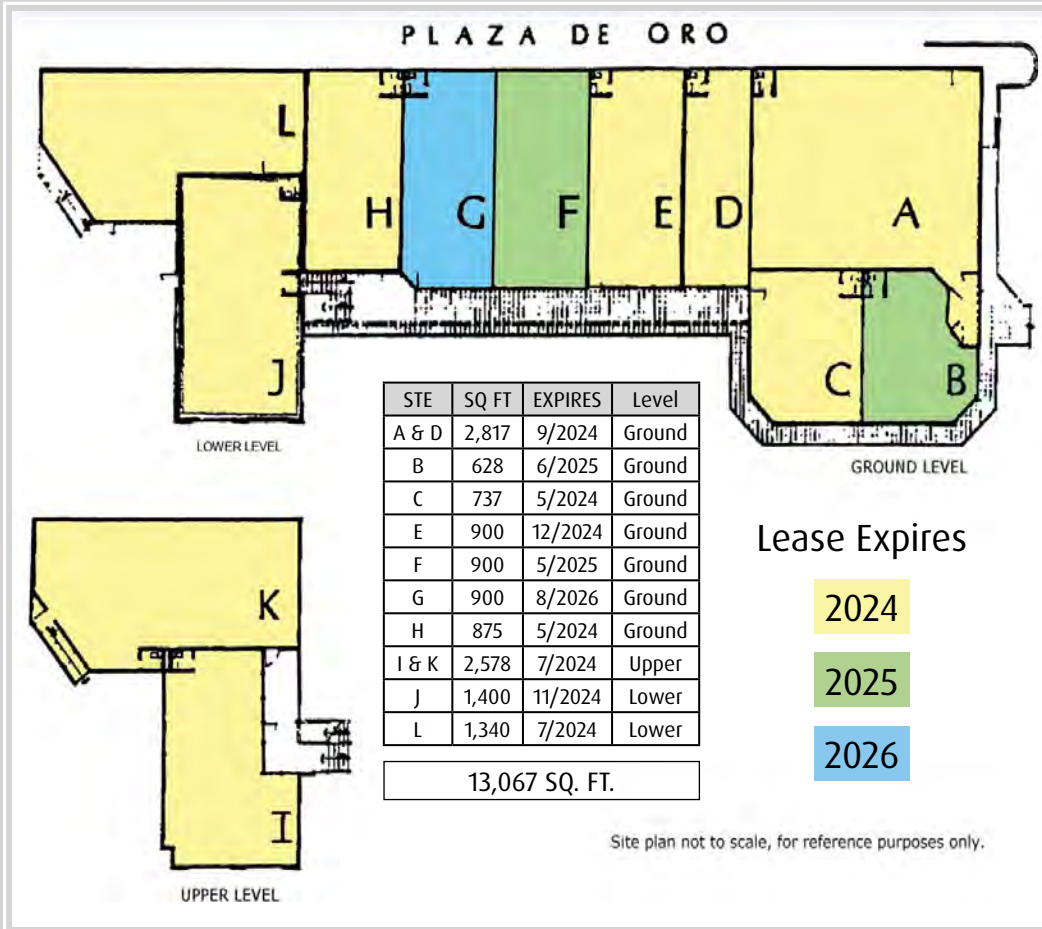 PLAZA DE ORO
L
H
G
F
E
D
A
J
C
B
LOWER LEVEL
GROUND LEVEL
STE SQ FT EXPIRES Level
A & D 2,817 9/2024 Ground
B 628 6/2025 Ground
C 737 5/2024 Ground
E 900 12/2024 Ground
F 900 5/2025 Ground
G 900 8/2026 Ground
H 875 5/2024 Ground
I & K 2,578 7/2024 Upper
J 1,400 11/2024 Lower
L 1,340 7/2024 Lower
13,067 SQ. FT.
K
I
UPPER LEVEL
Lease Expires
2024
2025
2026
Site plan not to scale, for reference purposes only.